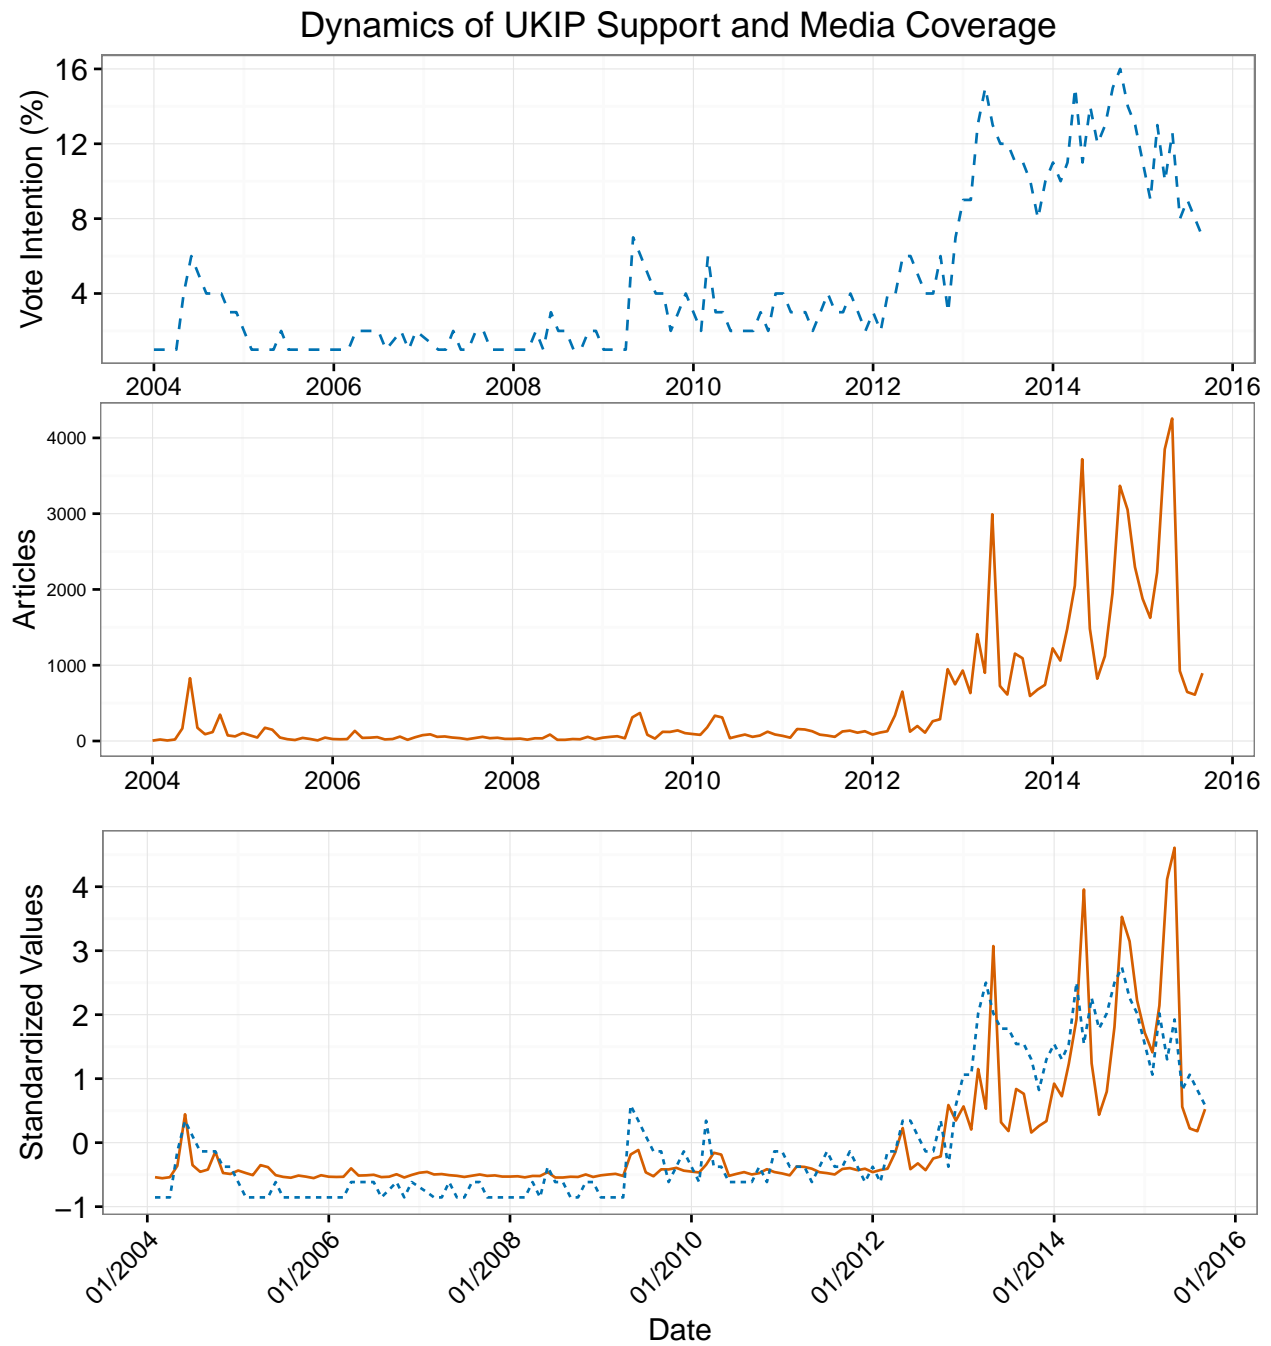 Dynamics of UKIP Support and Media Coverage
Vote Intention (%)
16
12
8
4
2004 2006 2008 2010 2012 2014 2016
Articles
4000
3000
2000
1000
0
2004 2006 2008 2010 2012 2014 2016
Standardized Values
4
3
2
1
0
−1
01/2004 01/2006 01/2008 01/2010 01/2012 01/2014 01/2016
Date